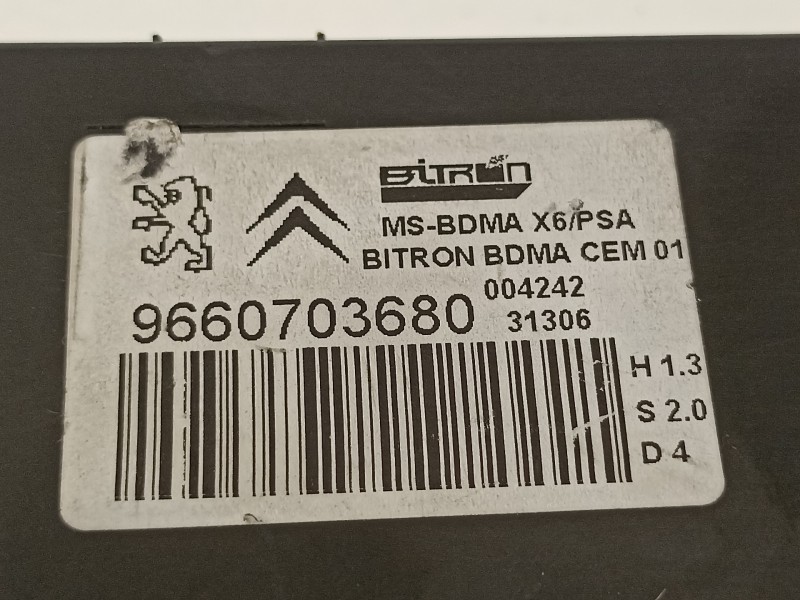 BITRON
MS-BDMA X6/PSA
BITRON BDMA CEM 01
9660703680
004242
31306
H 1.3
S 2.0
D 4